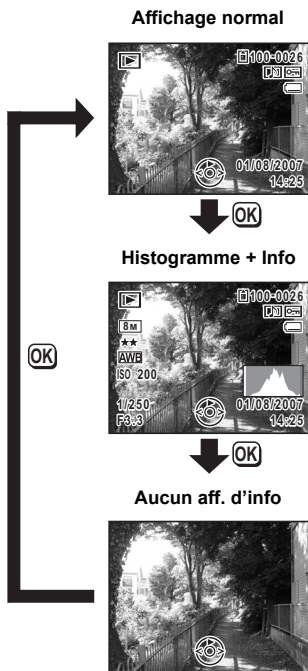 Affichage normal
100-0026
01/08/2007
14:25
OK
Histogramme + Info
100-0026
8M
★★
AWB
ISO 200
1/250
F3.3
01/08/2007
14:25
OK
OK
Aucun aff. d'info